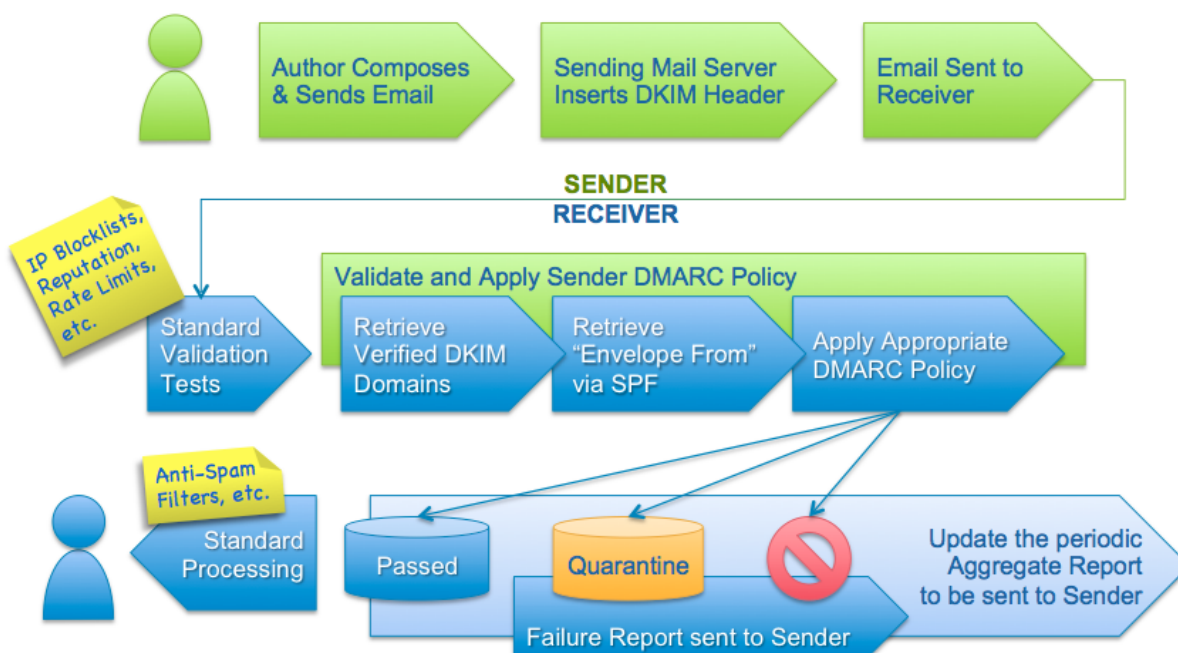 Author Composes
& Sends Email
Sending Mail Server
Inserts DKIM Header
Email Sent to
Receiver
SENDER
RECEIVER
IP Blocklists,
Reputation,
Rate Limits,
etc.
Validate and Apply Sender DMARC Policy
Standard
Validation
Tests
Retrieve
Verified DKIM
Domains
Retrieve
“Envelope From”
via SPF
Apply Appropriate
DMARC Policy
Anti-Spam
Filters, etc.
Standard
Processing
Passed
Quarantine
Update the periodic
Aggregate Report
to be sent to Sender
Failure Report sent to Sender